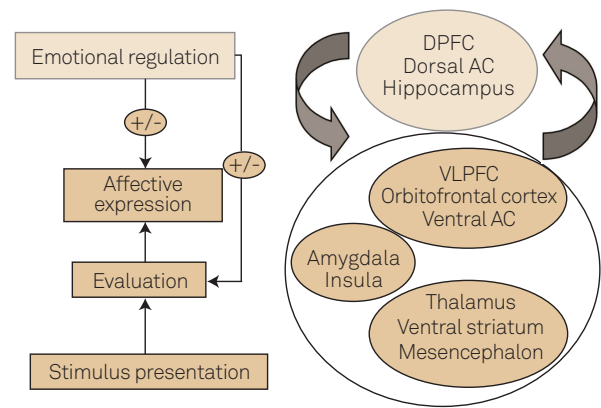 Emotional regulation
+/-
+/-
Affective
expression
Evaluation
Stimulus presentation
DPFC
Dorsal AC
Hippocampus
VLPFC
Orbitofrontal cortex
Ventral AC
Amygdala
Insula
Thalamus
Ventral striatum
Mesencephalon